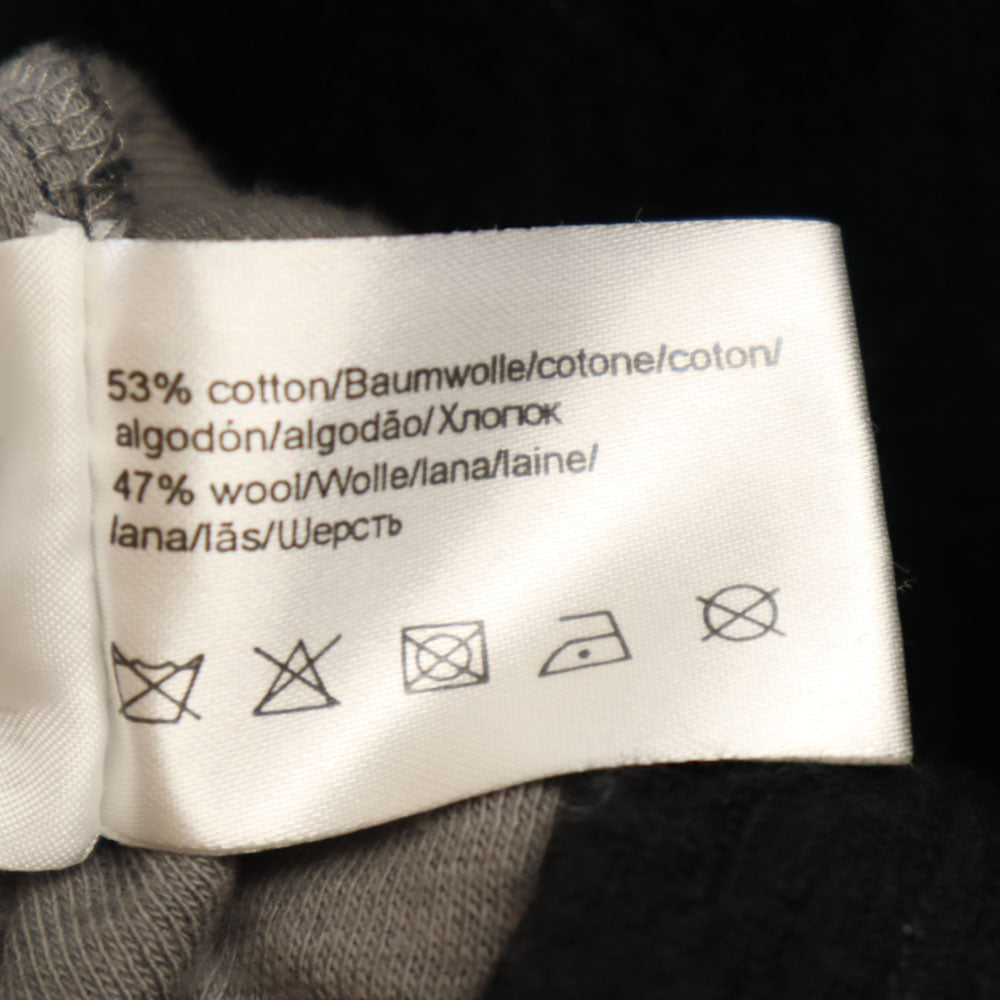 53% cotton/Baumwolle/cotone/coton/
algodón/algodão/Хлопок
47% wool/Wolle/lana/laine/
lana/lãs/Шерсть